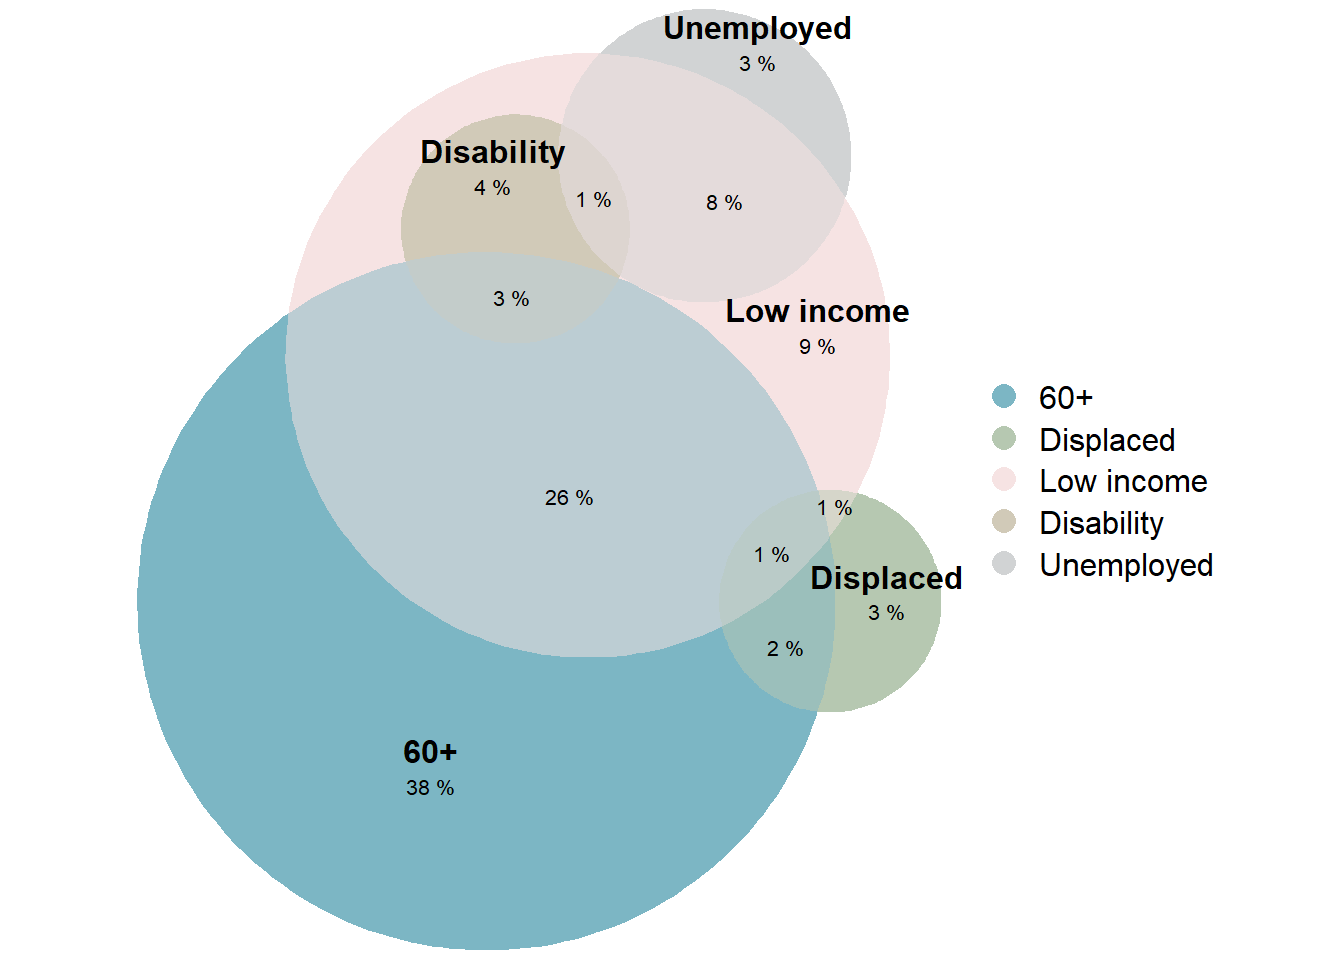 Unemployed
3 %
Disability
4 %
1 %
8 %
3 %
Low income
9 %
26 %
1 %
1 %
Displaced
3 %
2 %
60+
38 %
60+
Displaced
Low income
Disability
Unemployed